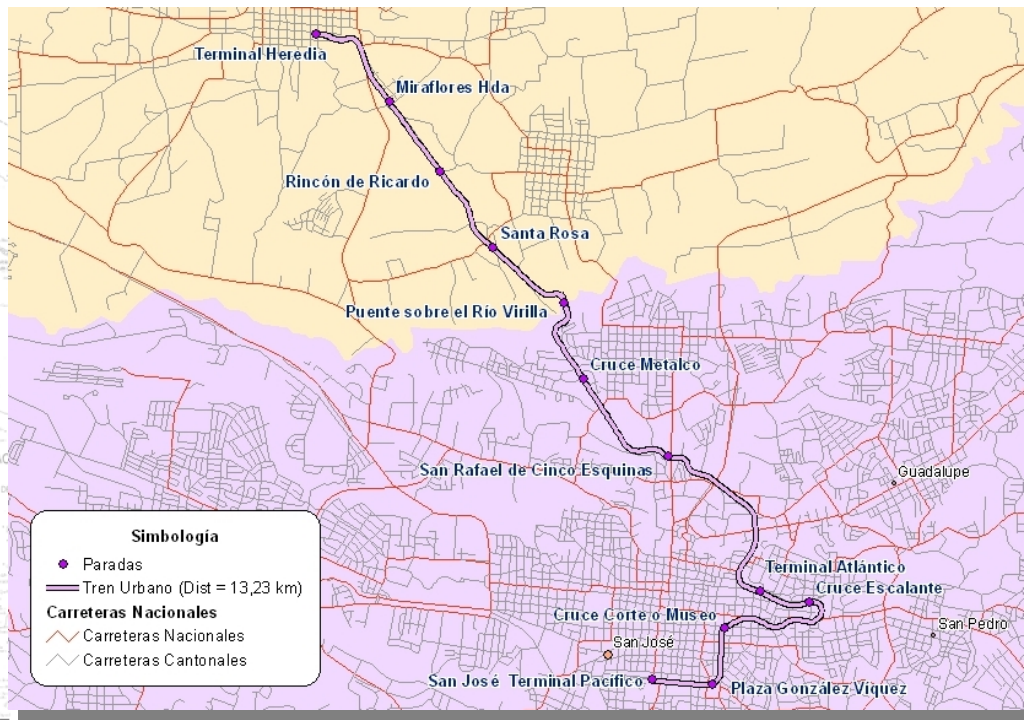 Terminal Heredia
Miraflores Hda
Rincón de Ricardo
Santa Rosa
Puente sobre el Río Virilla
Cruce Metalco
San Rafael de Cinco Esquinas
Guadalupe
Terminal Atlántico
Cruce Escalante
Cruce Corte o Museo
San Pedro
San José
San José Terminal Pacífico
Plaza González Víquez
Simbología
Paradas
Tren Urbano (Dist = 13,23 km)
Carreteras Nacionales
Carreteras Nacionales
Carreteras Cantonales